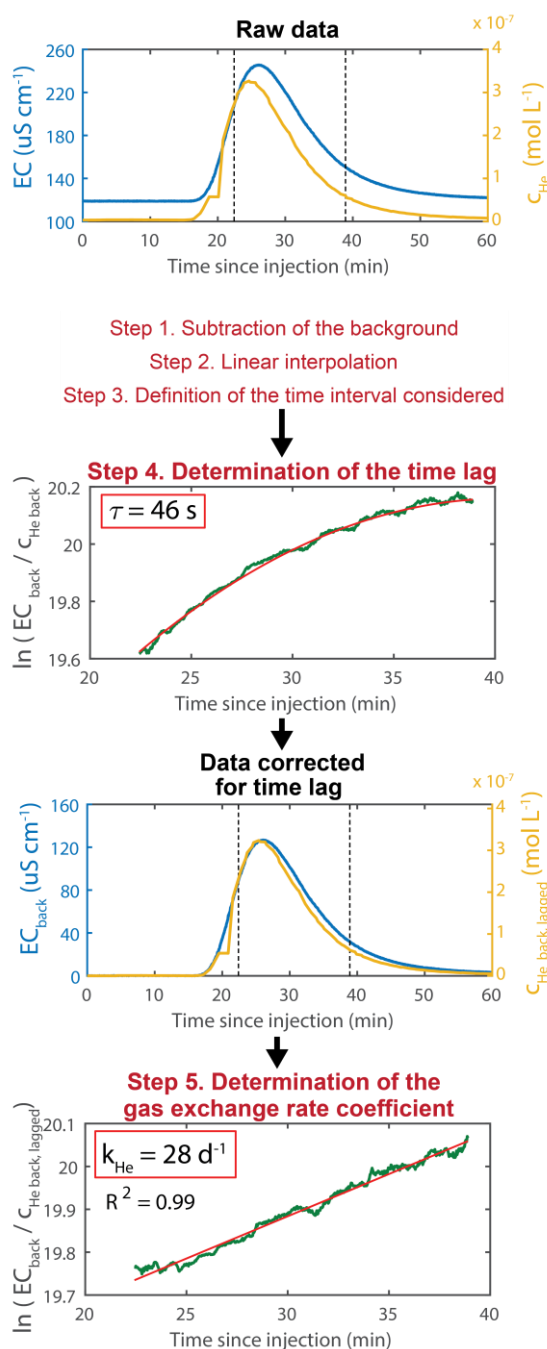 Raw data
x 10⁻⁷
EC (uS cm⁻¹)
260
220
180
140
100
4
3
2
1
0
c_He (mol L⁻¹)
0 10 20 30 40 50 60
Time since injection (min)
Step 1. Subtraction of the background
Step 2. Linear interpolation
Step 3. Definition of the time interval considered
Step 4. Determination of the time lag
ln ( EC_back / c_He back )
20.2
20
19.8
19.6
τ = 46 s
20 25 30 35 40
Time since injection (min)
Data corrected
for time lag
x 10⁻⁷
EC_back (uS cm⁻¹)
160
120
80
40
0
4
3
2
1
0
c_He back, lagged (mol L⁻¹)
0 10 20 30 40 50 60
Time since injection (min)
Step 5. Determination of the
gas exchange rate coefficient
ln ( EC_back / c_He back, lagged)
20.1
20
19.9
19.8
19.7
k_He = 28 d⁻¹
R² = 0.99
20 25 30 35 40
Time since injection (min)